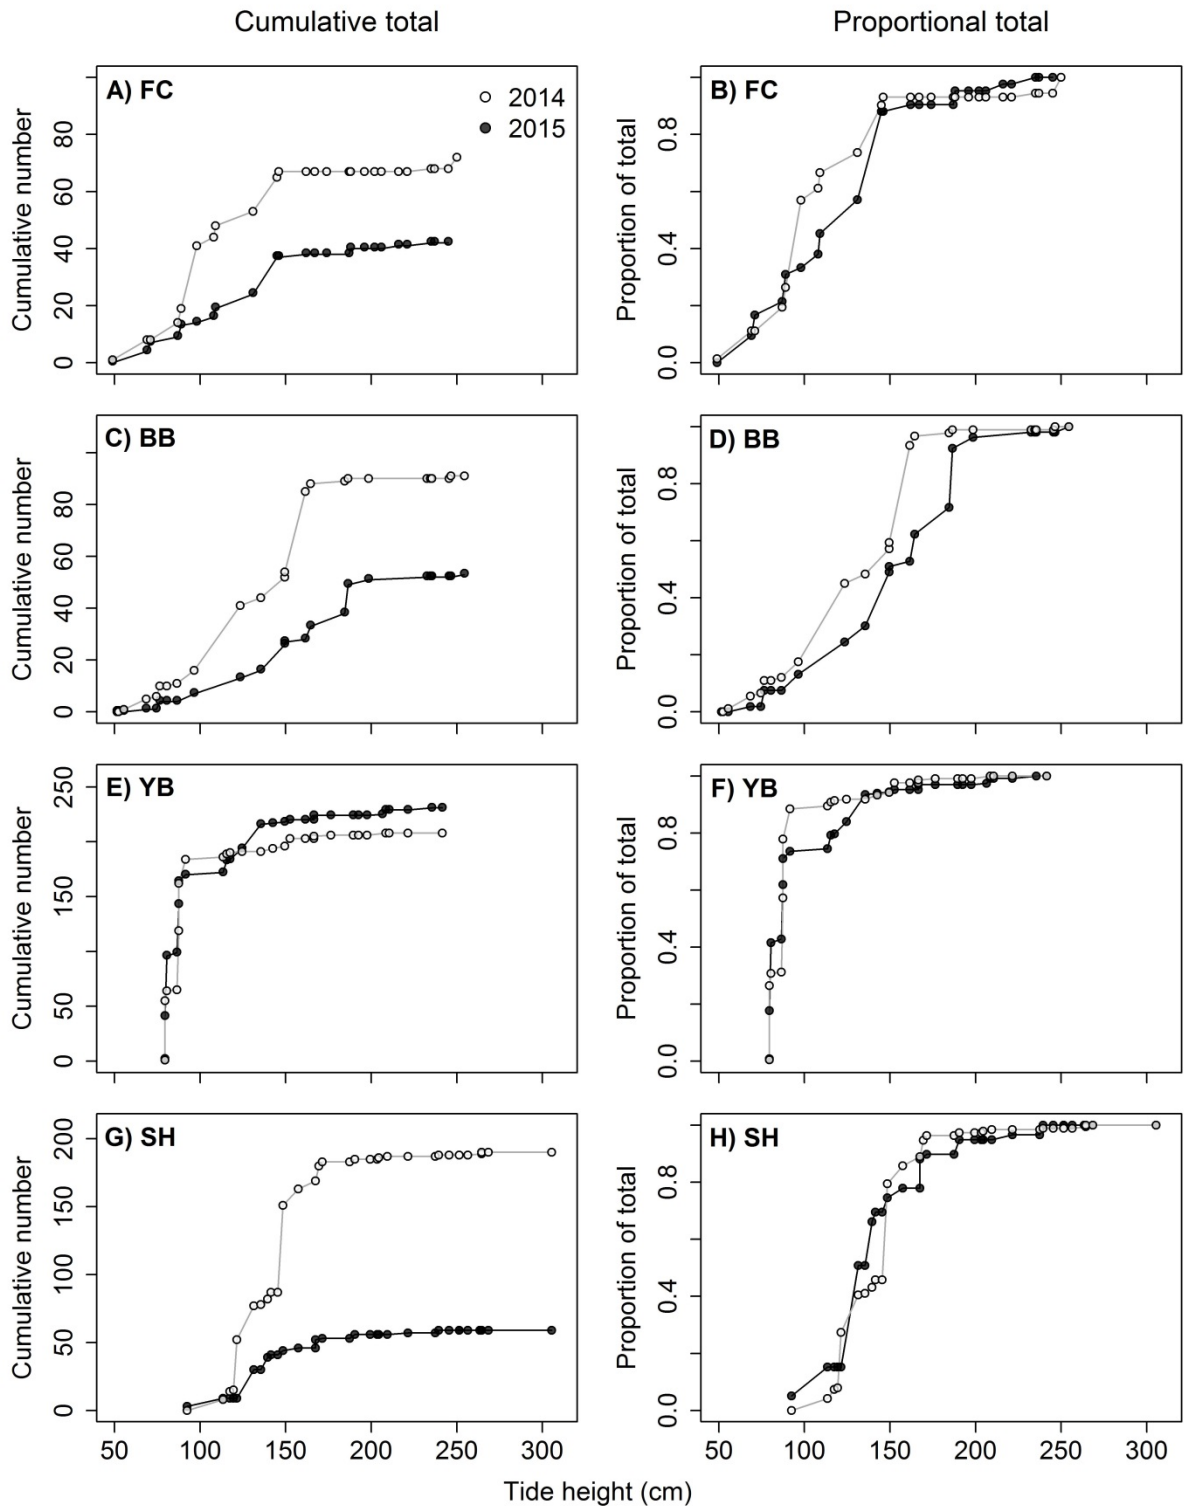 Cumulative total
Proportional total
A) FC
2014
2015
Cumulative number
0 20 40 60 80
B) FC
Proportion of total
0.0 0.4 0.8
C) BB
Cumulative number
0 20 40 60 80
D) BB
Proportion of total
0.0 0.4 0.8
E) YB
Cumulative number
0 50 150 250
F) YB
Proportion of total
0.0 0.4 0.8
G) SH
Cumulative number
0 50 100 150 200
H) SH
Proportion of total
0.0 0.4 0.8
50 100 150 200 250 300
50 100 150 200 250 300
Tide height (cm)